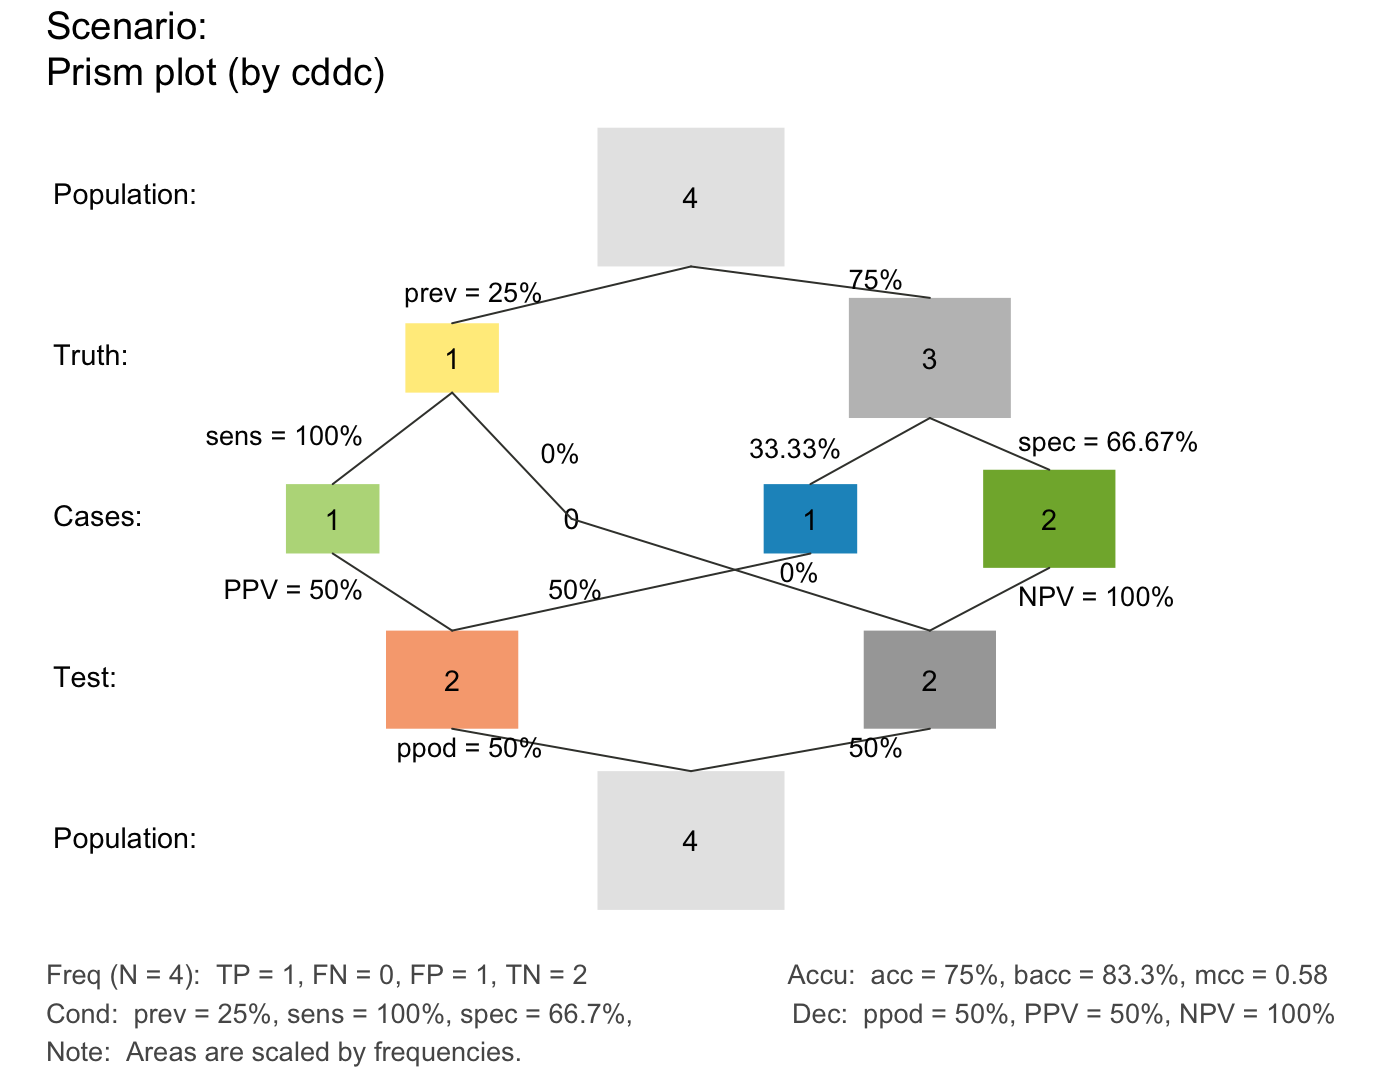 Scenario:
Prism plot (by cddc)
Population:
4
prev = 25%
75%
Truth:
1
3
sens = 100%
0%
33.33%
spec = 66.67%
Cases:
1
0
1
2
PPV = 50%
50%
0%
NPV = 100%
Test:
2
2
ppod = 50%
50%
Population:
4
Freq (N = 4):  TP = 1, FN = 0, FP = 1, TN = 2
Accu:  acc = 75%, bacc = 83.3%, mcc = 0.58
Cond:  prev = 25%, sens = 100%, spec = 66.7%,
Dec:  ppod = 50%, PPV = 50%, NPV = 100%
Note:  Areas are scaled by frequencies.